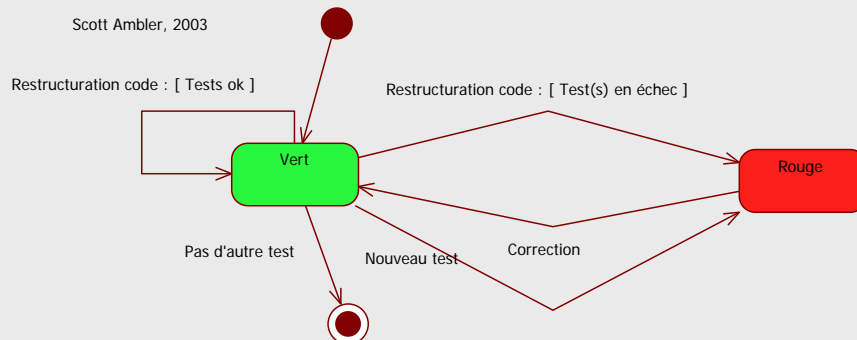 Scott Ambler, 2003
Restructuration code : [ Tests ok ]
Restructuration code : [ Test(s) en échec ]
Vert
Rouge
Pas d'autre test
Nouveau test
Correction